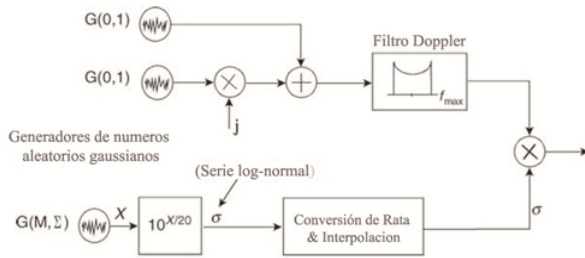 G(0,1)
Filtro Doppler
G(0,1)
fmax
j
Generadores de numeros
aleatorios gaussianos
(Serie log-normal)
G(M,Σ)
X
10^X/20
σ
Conversión de Rata
& Interpolacion
σ